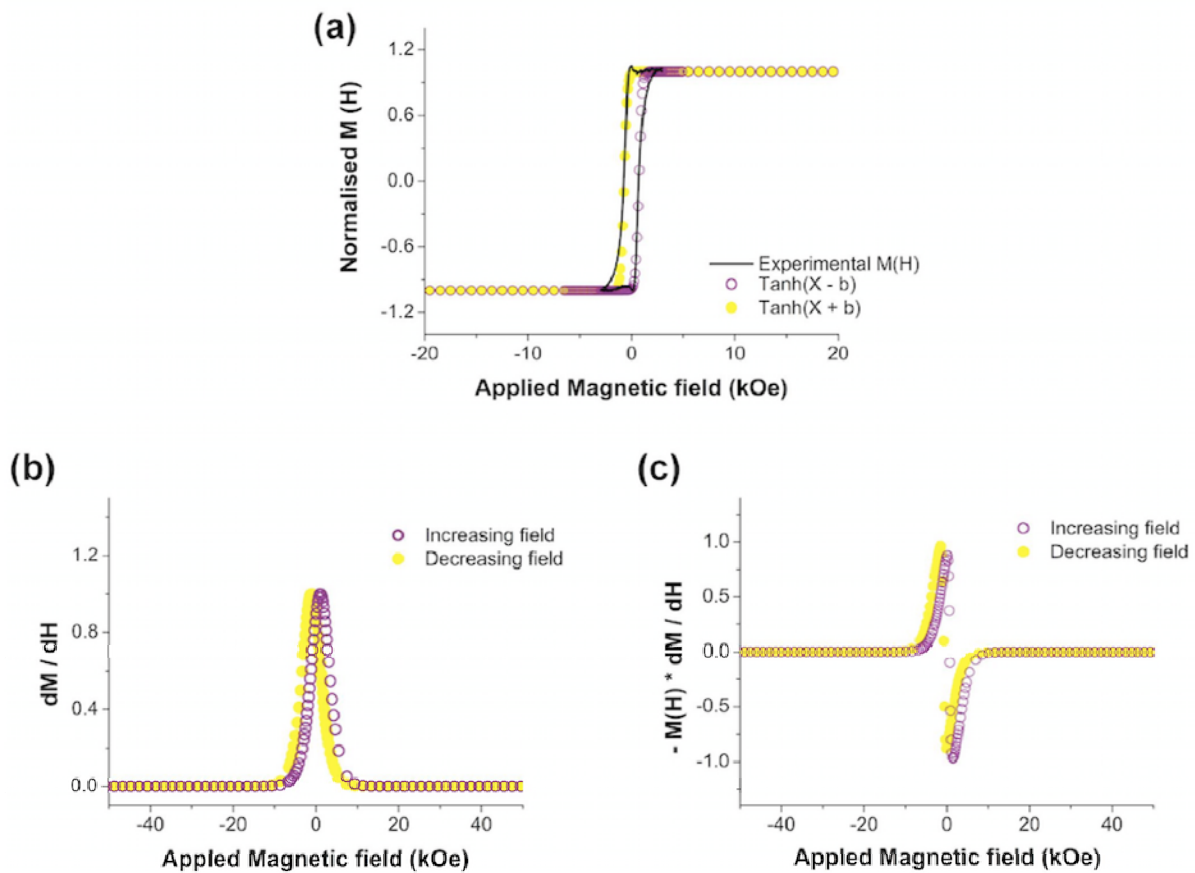 (a)
Normalised M (H)
1.2
0.6
0.0
-0.6
-1.2
Experimental M(H)
Tanh(X - b)
Tanh(X + b)
-20
-10
0
10
20
Applied Magnetic field (kOe)
(b)
dM / dH
1.2
0.8
0.4
0.0
Increasing field
Decreasing field
-40
-20
0
20
40
Appled Magnetic field (kOe)
(c)
- M(H) * dM / dH
1.0
0.5
0.0
-0.5
-1.0
Increasing field
Decreasing field
-40
-20
0
20
40
Applied Magnetic field (kOe)